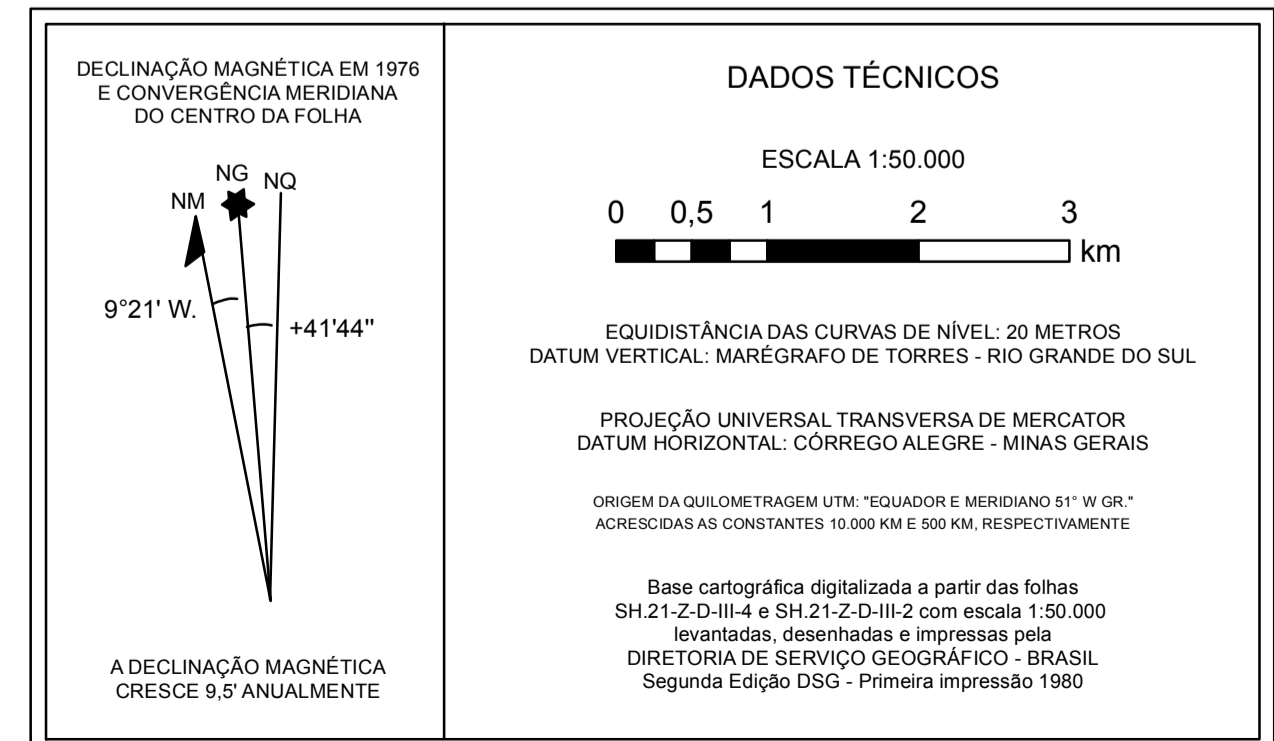 DECLINAÇÃO MAGNÉTICA EM 1976
E CONVERGÊNCIA MERIDIANA
DO CENTRO DA FOLHA
NG
NQ
NM
9°21' W.
+41'44"
A DECLINAÇÃO MAGNÉTICA
CRESCE 9,5' ANUALMENTE
DADOS TÉCNICOS
ESCALA 1:50.000
0 0,5 1 2 3
km
EQUIDISTÂNCIA DAS CURVAS DE NÍVEL: 20 METROS
DATUM VERTICAL: MARÉGRAFO DE TORRES - RIO GRANDE DO SUL
PROJEÇÃO UNIVERSAL TRANSVERSA DE MERCATOR
DATUM HORIZONTAL: CÓRREGO ALEGRE - MINAS GERAIS
ORIGEM DA QUILOMETRAGEM UTM: "EQUADOR E MERIDIANO 51° W GR."
ACRESCIDAS AS CONSTANTES 10.000 KM E 500 KM, RESPECTIVAMENTE
Base cartográfica digitalizada a partir das folhas
SH.21-Z-D-III-4 e SH.21-Z-D-III-2 com escala 1:50.000
levantadas, desenhadas e impressas pela
DIRETORIA DE SERVIÇO GEOGRÁFICO - BRASIL
Segunda Edição DSG - Primeira impressão 1980